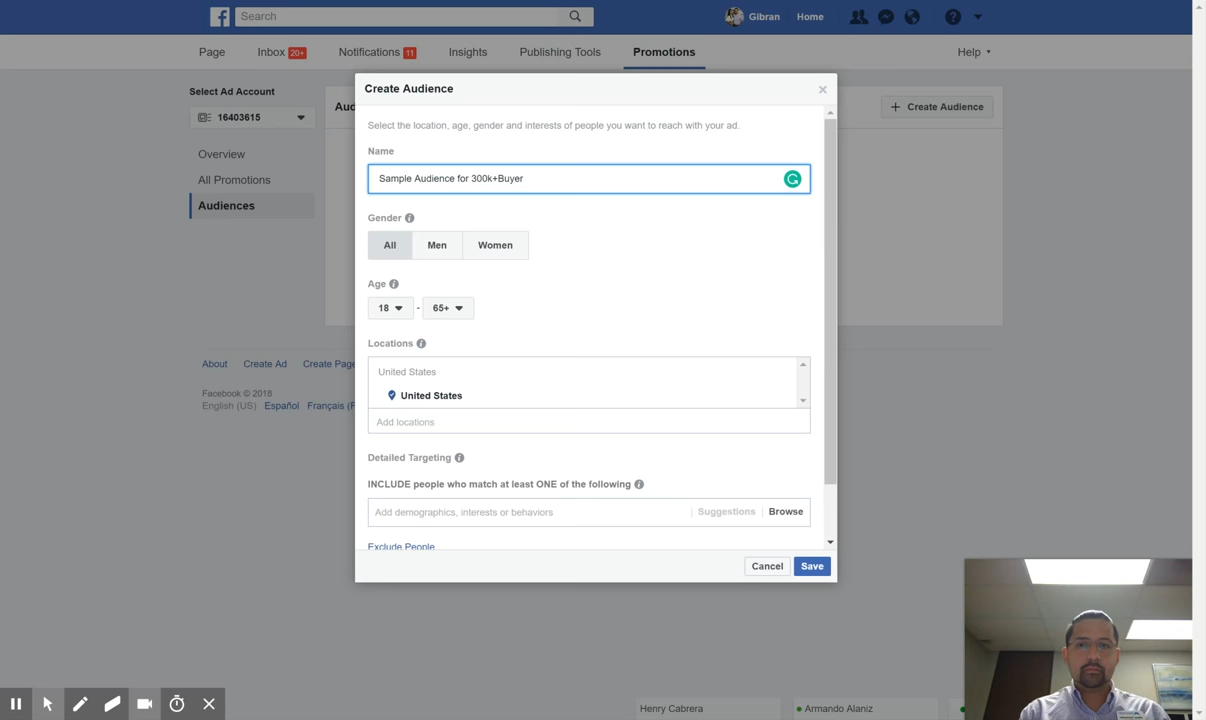 Search
Gibran Home
Page Inbox 20+ Notifications 11 Insights Publishing Tools Promotions Help
Create Audience
Select Ad Account
16403615
Aud
+ Create Audience
Select the location, age, gender and interests of people you want to reach with your ad.
Name
Overview
Sample Audience for 300k+Buyer
All Promotions
Audiences
Gender
All Men Women
Age
18 - 65+
Locations
About Create Ad Create Page
United States
Facebook © 2018
United States
English (US) Español Français (F
Add locations
Detailed Targeting
INCLUDE people who match at least ONE of the following
Add demographics, interests or behaviors | Suggestions | Browse
Exclude People
Cancel Save
Henry Cabrera Armando Alaniz